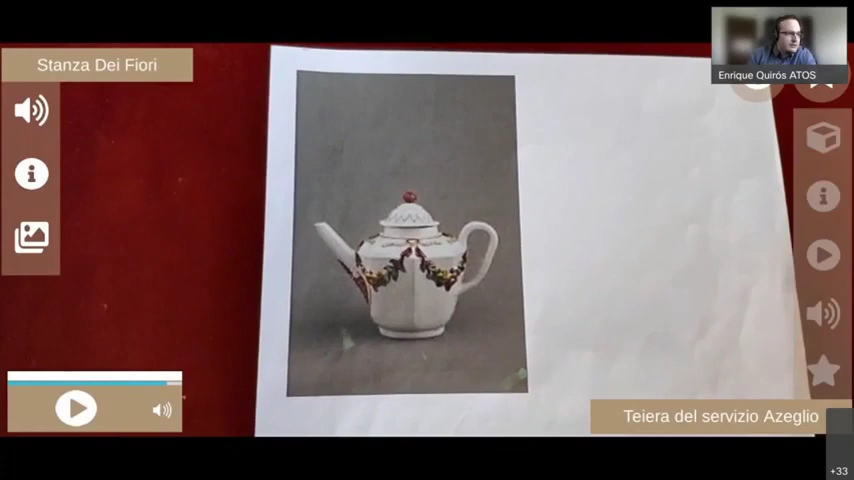 Stanza Dei Fiori
Enrique Quirós ATOS
Teiera del servizio Azeglio
+33